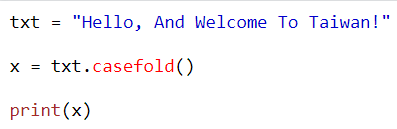 txt = "Hello, And Welcome To Taiwan!"
x = txt.casefold()
print(x)